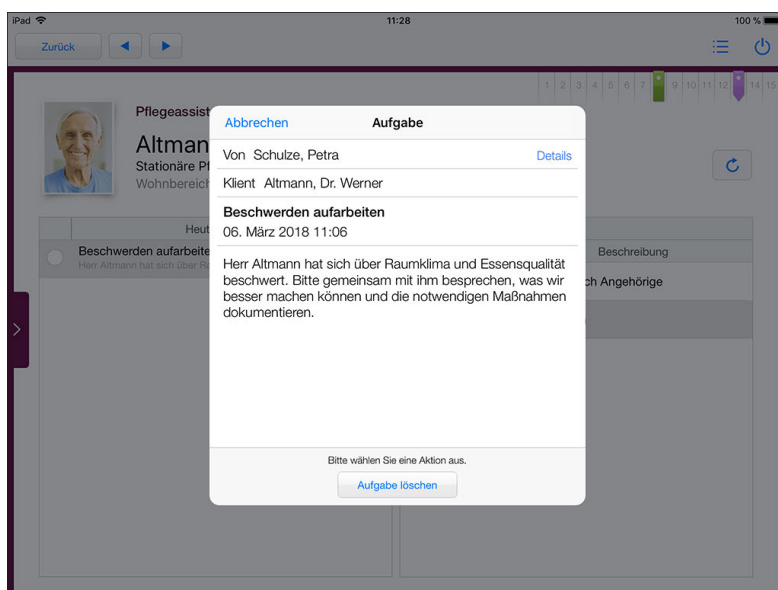 iPad 11:28 100 %
Zurück
1 2 3 4 5 6 7 9 10 11 12 14 15
Pflegeassist
Altman
Stationäre Pf
Wohnbereich
Abbrechen Aufgabe
Von Schulze, Petra Details
Klient Altmann, Dr. Werner
Beschwerden aufarbeiten
06. März 2018 11:06
Herr Altmann hat sich über Raumklima und Essensqualität
beschwert. Bitte gemeinsam mit ihm besprechen, was wir
besser machen können und die notwendigen Maßnahmen
dokumentieren.
Bitte wählen Sie eine Aktion aus.
Aufgabe löschen
Heut
Beschwerden aufarbeite
Herr Altmann hat sich über Ra
Beschreibung
ch Angehörige